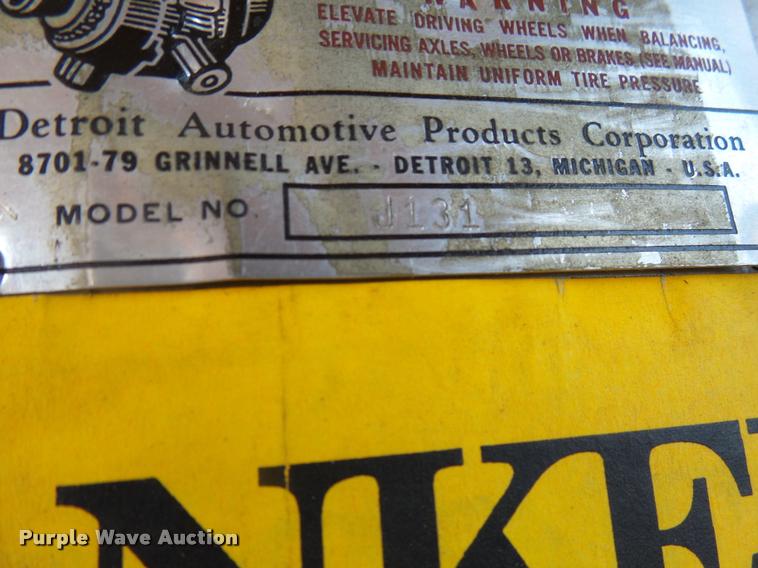 WARNING
ELEVATE DRIVING WHEELS WHEN BALANCING,
SERVICING AXLES, WHEELS OR BRAKES (SEE MANUAL)
MAINTAIN UNIFORM TIRE PRESSURE
Detroit Automotive Products Corporation
8701-79 GRINNELL AVE. - DETROIT 13, MICHIGAN - U.S.A.
MODEL NO. J131
NKE
Purple Wave Auction